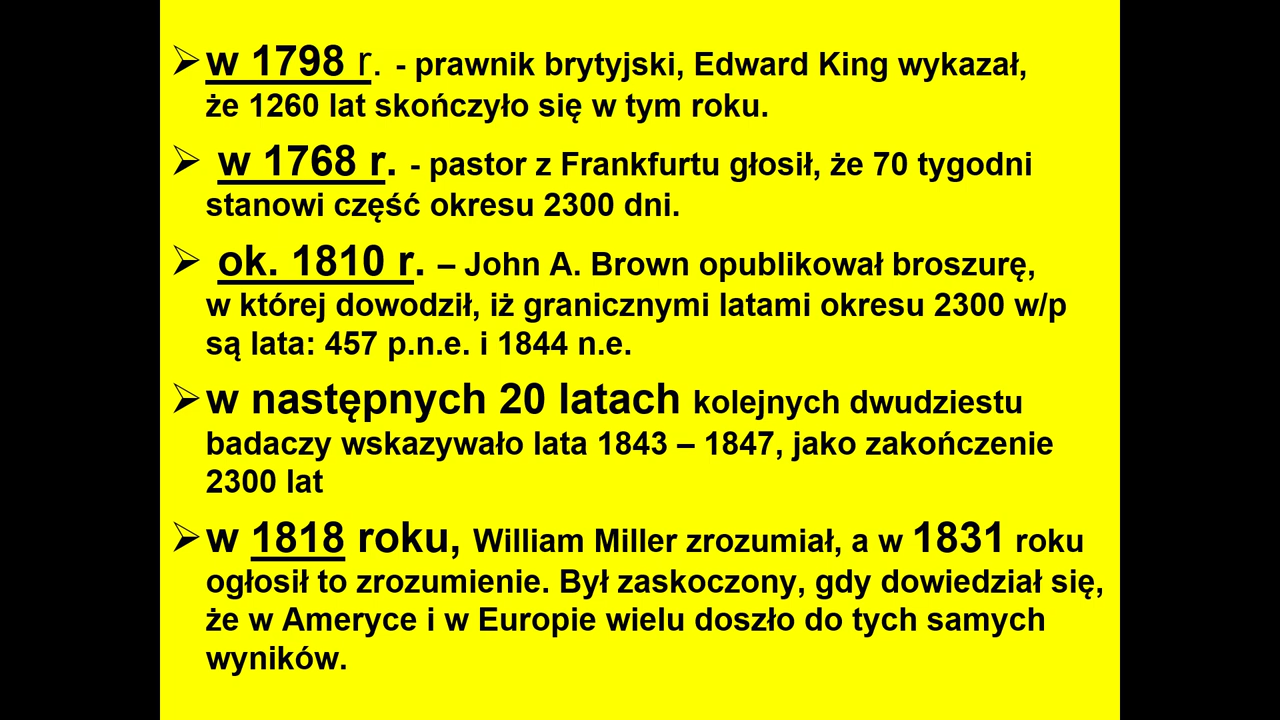 ➢ w 1798 r. - prawnik brytyjski, Edward King wykazał,
że 1260 lat skończyło się w tym roku.
➢ w 1768 r. - pastor z Frankfurtu głosił, że 70 tygodni
stanowi część okresu 2300 dni.
➢ ok. 1810 r. – John A. Brown opublikował broszurę,
w której dowodził, iż granicznymi latami okresu 2300 w/p
są lata: 457 p.n.e. i 1844 n.e.
➢ w następnych 20 latach kolejnych dwudziestu
badaczy wskazywało lata 1843 – 1847, jako zakończenie
2300 lat
➢ w 1818 roku, William Miller zrozumiał, a w 1831 roku
ogłosił to zrozumienie. Był zaskoczony, gdy dowiedział się,
że w Ameryce i w Europie wielu doszło do tych samych
wyników.